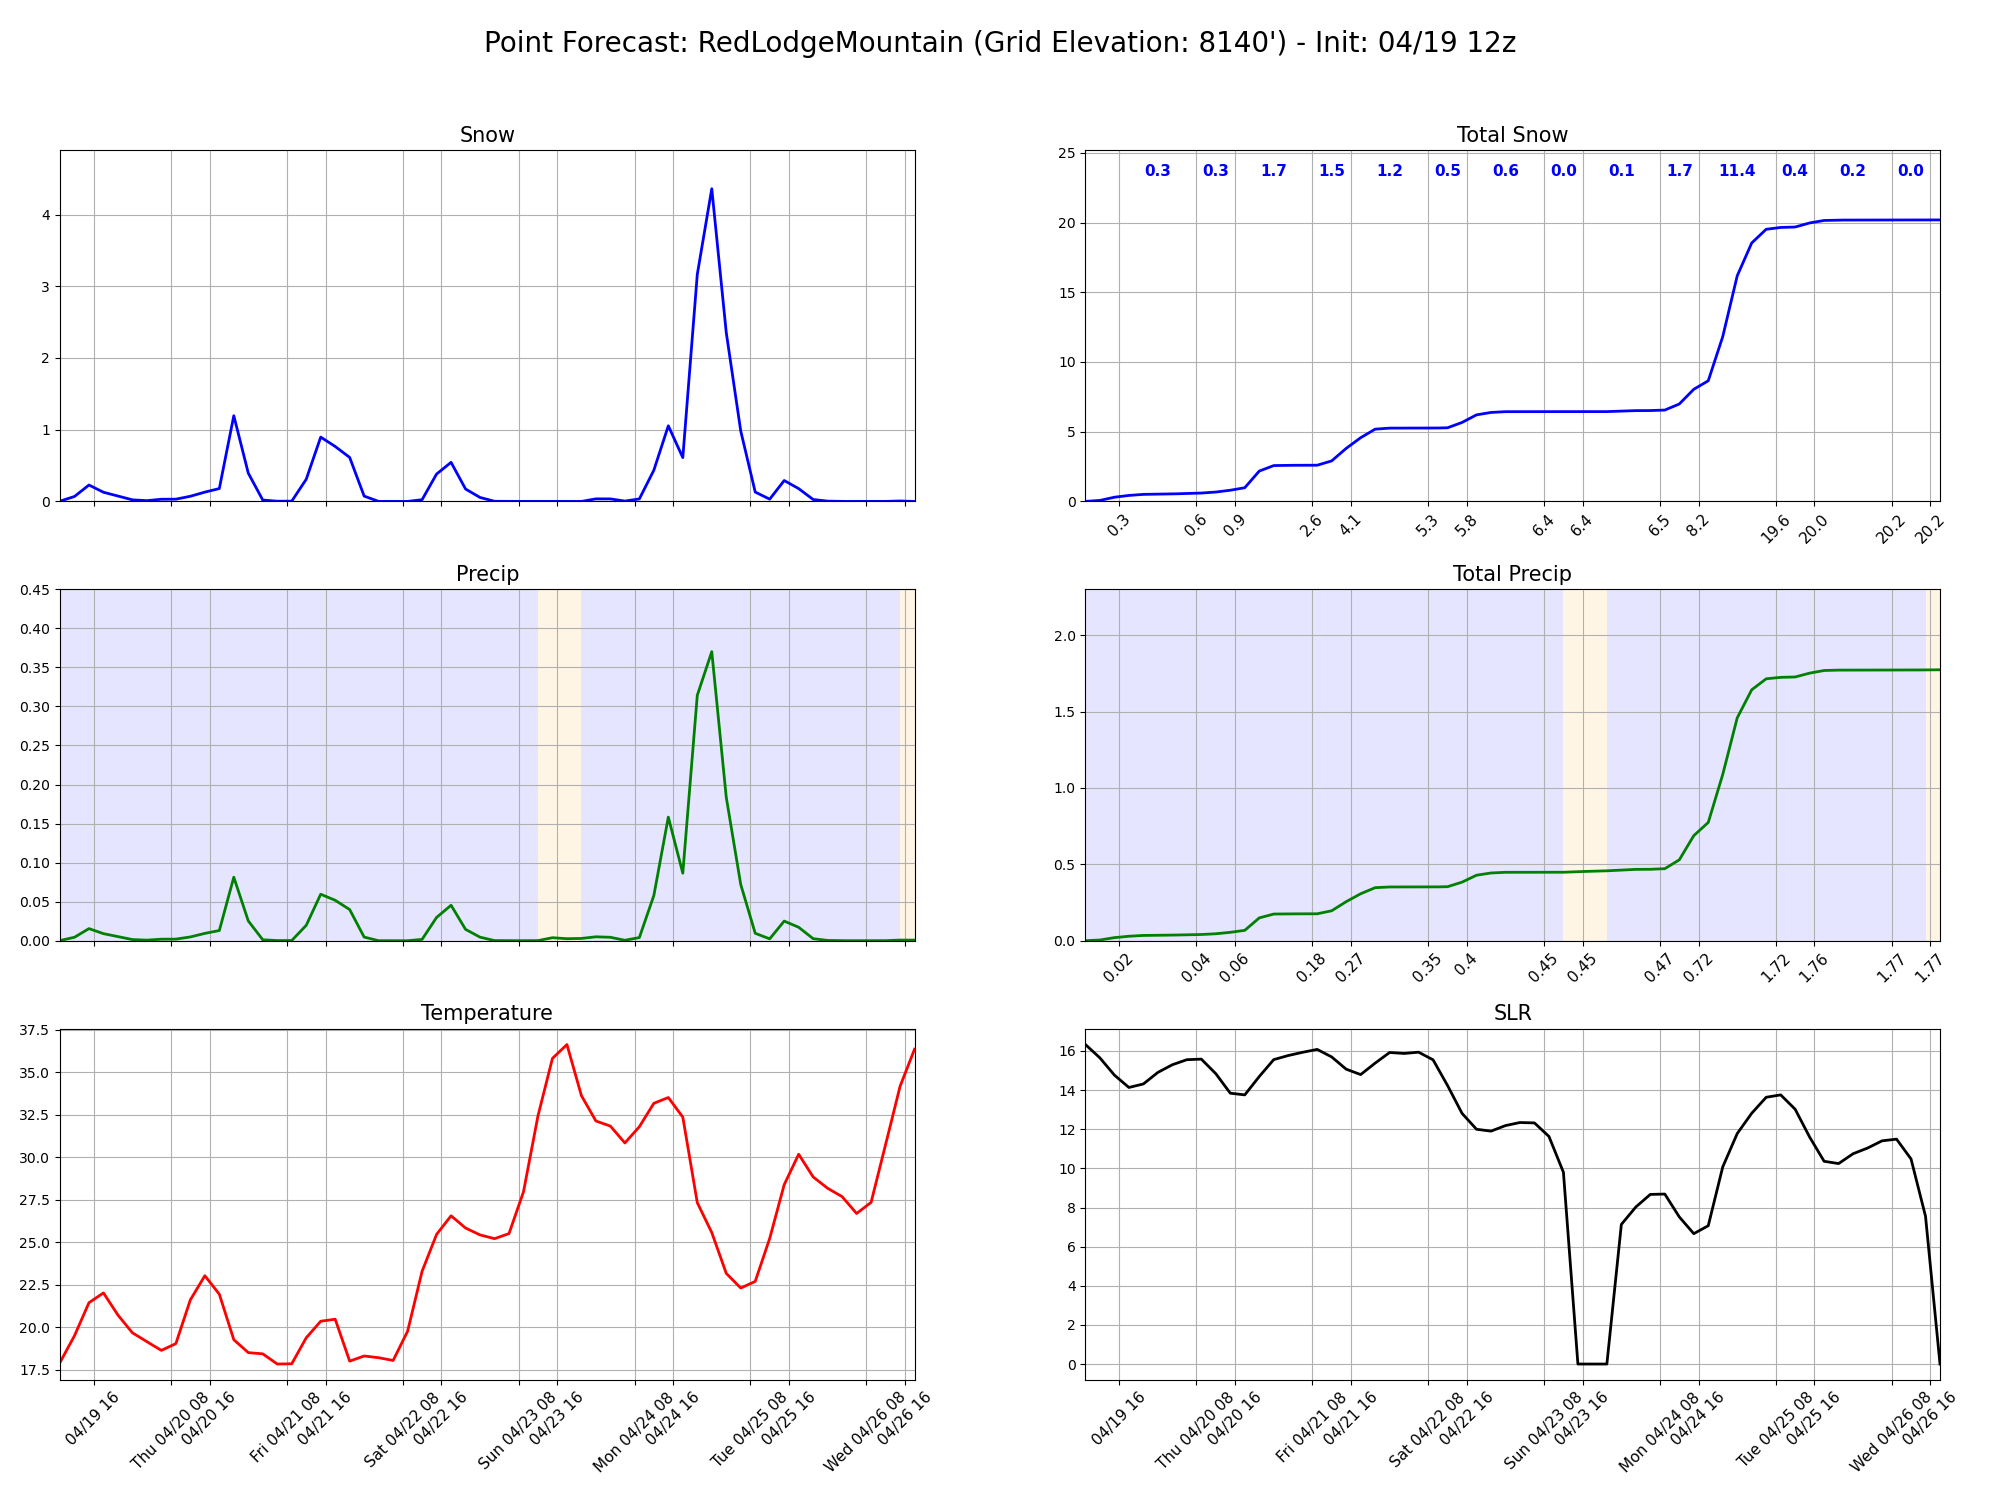 Point Forecast: RedLodgeMountain (Grid Elevation: 8140') - Init: 04/19 12z
Snow
4
3
2
1
0
Total Snow
0.3 0.3 1.7 1.5 1.2 0.5 0.6 0.0 0.1 1.7 11.4 0.4 0.2 0.0
25
20
15
10
5
0
0.3 0.6 0.9 2.6 4.1 5.3 5.8 6.4 6.4 6.5 8.2 19.6 20.0 20.2 20.2
Precip
0.45
0.40
0.35
0.30
0.25
0.20
0.15
0.10
0.05
0.00
Total Precip
2.0
1.5
1.0
0.5
0.0
0.02 0.04 0.06 0.18 0.27 0.35 0.4 0.45 0.45 0.47 0.72 1.72 1.76 1.77 1.77
Temperature
37.5
35.0
32.5
30.0
27.5
25.0
22.5
20.0
17.5
04/19 16
Thu 04/20 08
04/20 16
Fri 04/21 08
04/21 16
Sat 04/22 08
04/22 16
Sun 04/23 08
04/23 16
Mon 04/24 08
04/24 16
Tue 04/25 08
04/25 16
Wed 04/26 08
04/26 16
SLR
16
14
12
10
8
6
4
2
0
04/19 16
Thu 04/20 08
04/20 16
Fri 04/21 08
04/21 16
Sat 04/22 08
04/22 16
Sun 04/23 08
04/23 16
Mon 04/24 08
04/24 16
Tue 04/25 08
04/25 16
Wed 04/26 08
04/26 16